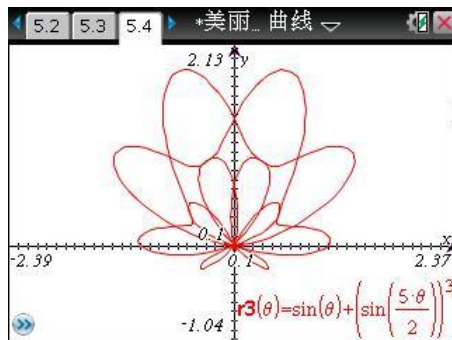 5.2 5.3 5.4 *美丽… 曲线
2.13 y
0.1
x
-2.39 0.1 2.37
r3(θ)=sin(θ)+(sin(5·θ/2))^3
-1.04